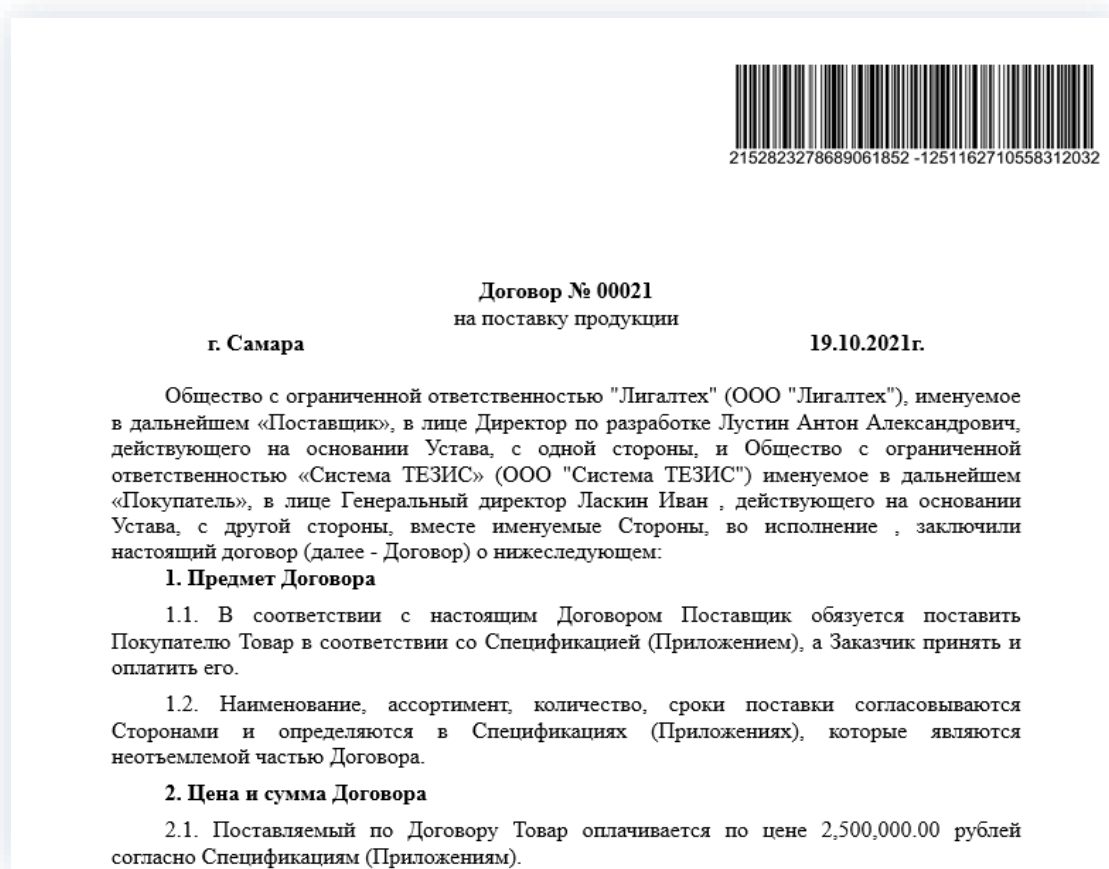 2152823278689061852 -1251162710558312032
Договор № 00021
на поставку продукции
г. Самара 19.10.2021г.
Общество с ограниченной ответственностью "Лигалтех" (ООО "Лигалтех"), именуемое
в дальнейшем «Поставщик», в лице Директор по разработке Лустин Антон Александрович,
действующего на основании Устава, с одной стороны, и Общество с ограниченной
ответственностью «Система ТЕЗИС» (ООО "Система ТЕЗИС") именуемое в дальнейшем
«Покупатель», в лице Генеральный директор Ласкин Иван , действующего на основании
Устава, с другой стороны, вместе именуемые Стороны, во исполнение , заключили
настоящий договор (далее - Договор) о нижеследующем:
1. Предмет Договора
1.1. В соответствии с настоящим Договором Поставщик обязуется поставить
Покупателю Товар в соответствии со Спецификацией (Приложением), а Заказчик принять и
оплатить его.
1.2. Наименование, ассортимент, количество, сроки поставки согласовываются
Сторонами и определяются в Спецификациях (Приложениях), которые являются
неотъемлемой частью Договора.
2. Цена и сумма Договора
2.1. Поставляемый по Договору Товар оплачивается по цене 2,500,000.00 рублей
согласно Спецификациям (Приложениям).